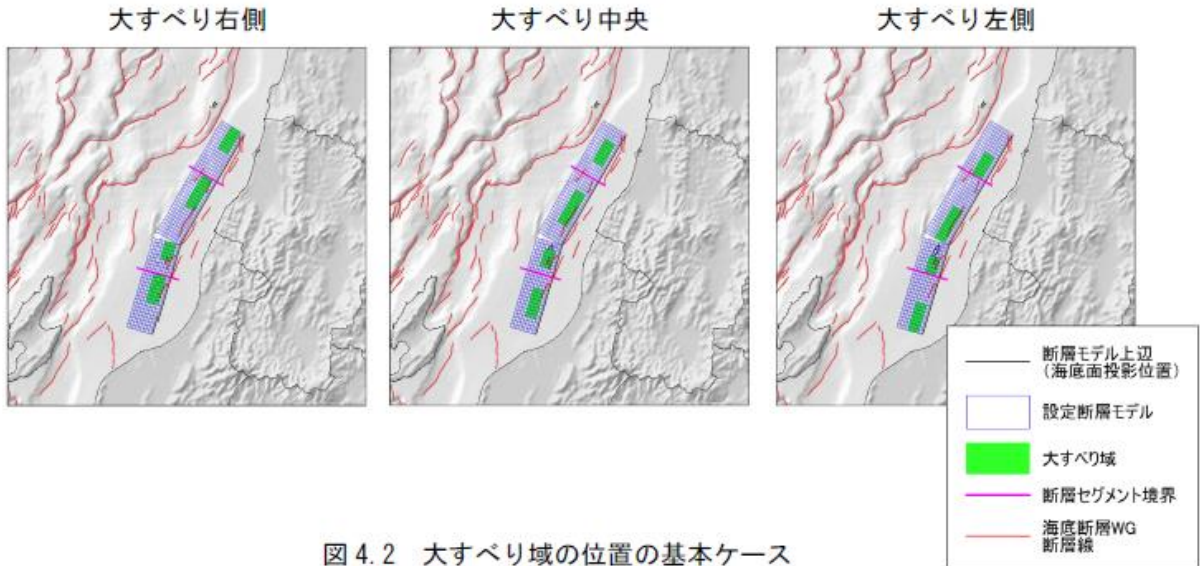 大すべり右側
大すべり中央
大すべり左側
断層モデル上辺
(海底面投影位置)
設定断層モデル
大すべり域
断層セグメント境界
海底断層WG
断層線
図 4.2 大すべり域の位置の基本ケース